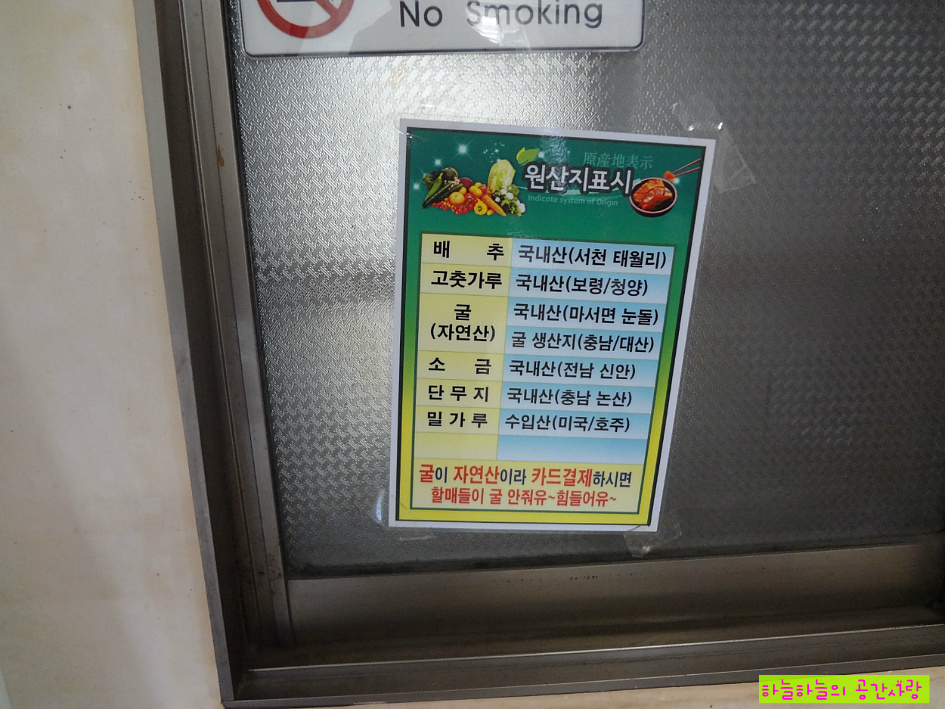 No Smoking
原産地表示
원산지표시
Indicate system of Origin
배 추 국내산(서천 태월리)
고춧가루 국내산(보령/청양)
굴 (자연산) 국내산(마서면 눈돌)
굴 생산지(충남/대산)
소 금 국내산(전남 신안)
단 무 지 국내산(충남 논산)
밀 가 루 수입산(미국/호주)
굴이 자연산이라 카드결제하시면
할매들이 굴 안줘유~힘들어유~
하늘하늘의 공간사랑